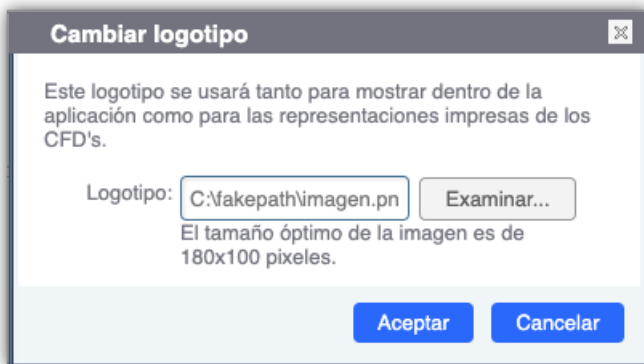 Cambiar logotipo
Este logotipo se usará tanto para mostrar dentro de la
aplicación como para las representaciones impresas de los
CFD's.
Logotipo: C:\fakepath\imagen.pn Examinar...
El tamaño óptimo de la imagen es de
180x100 pixeles.
Aceptar Cancelar